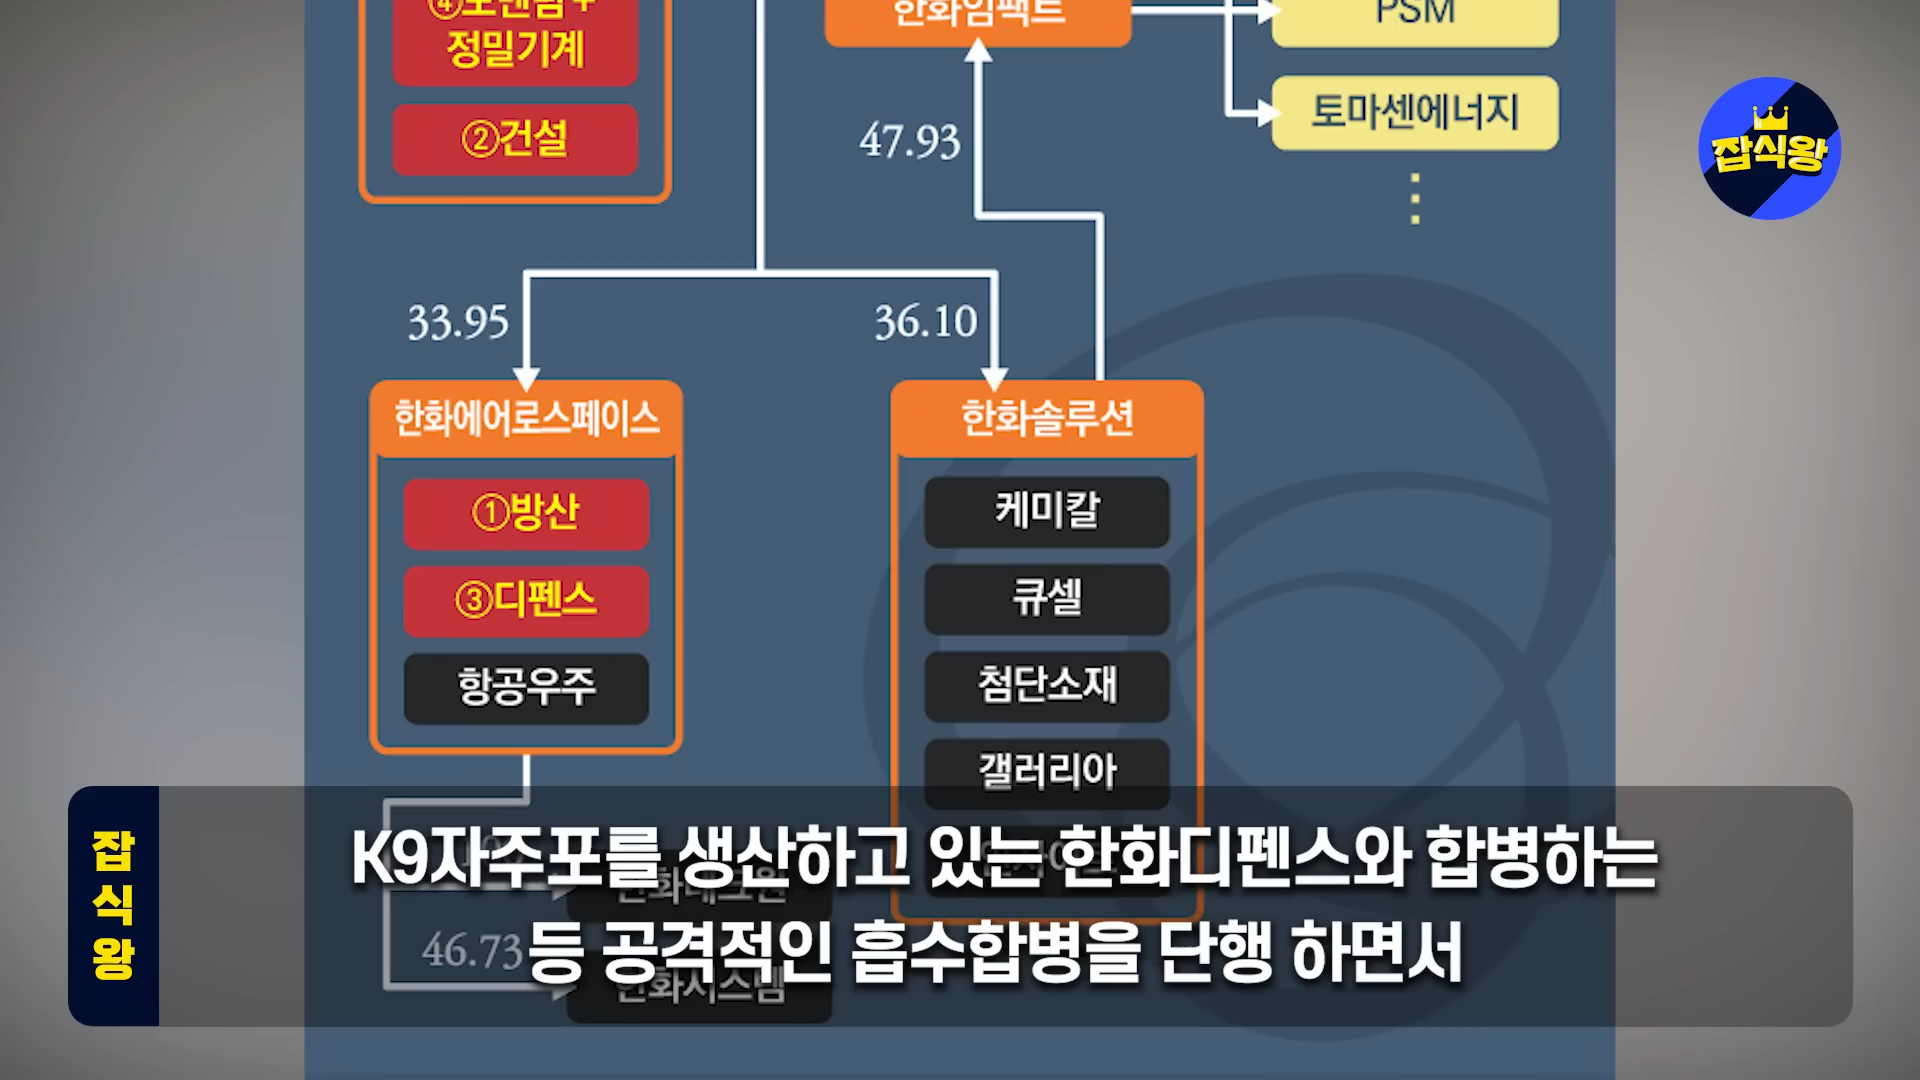 정밀기계
②건설
한화임팩트
PSM
토마센에너지
47.93
잡식왕
33.95
36.10
한화에어로스페이스
①방산
③디펜스
항공우주
한화솔루션
케미칼
큐셀
첨단소재
갤러리아
잡식왕
K9자주포를 생산하고 있는 한화디펜스와 합병하는
등 공격적인 흡수합병을 단행 하면서
46.73
한화시스템